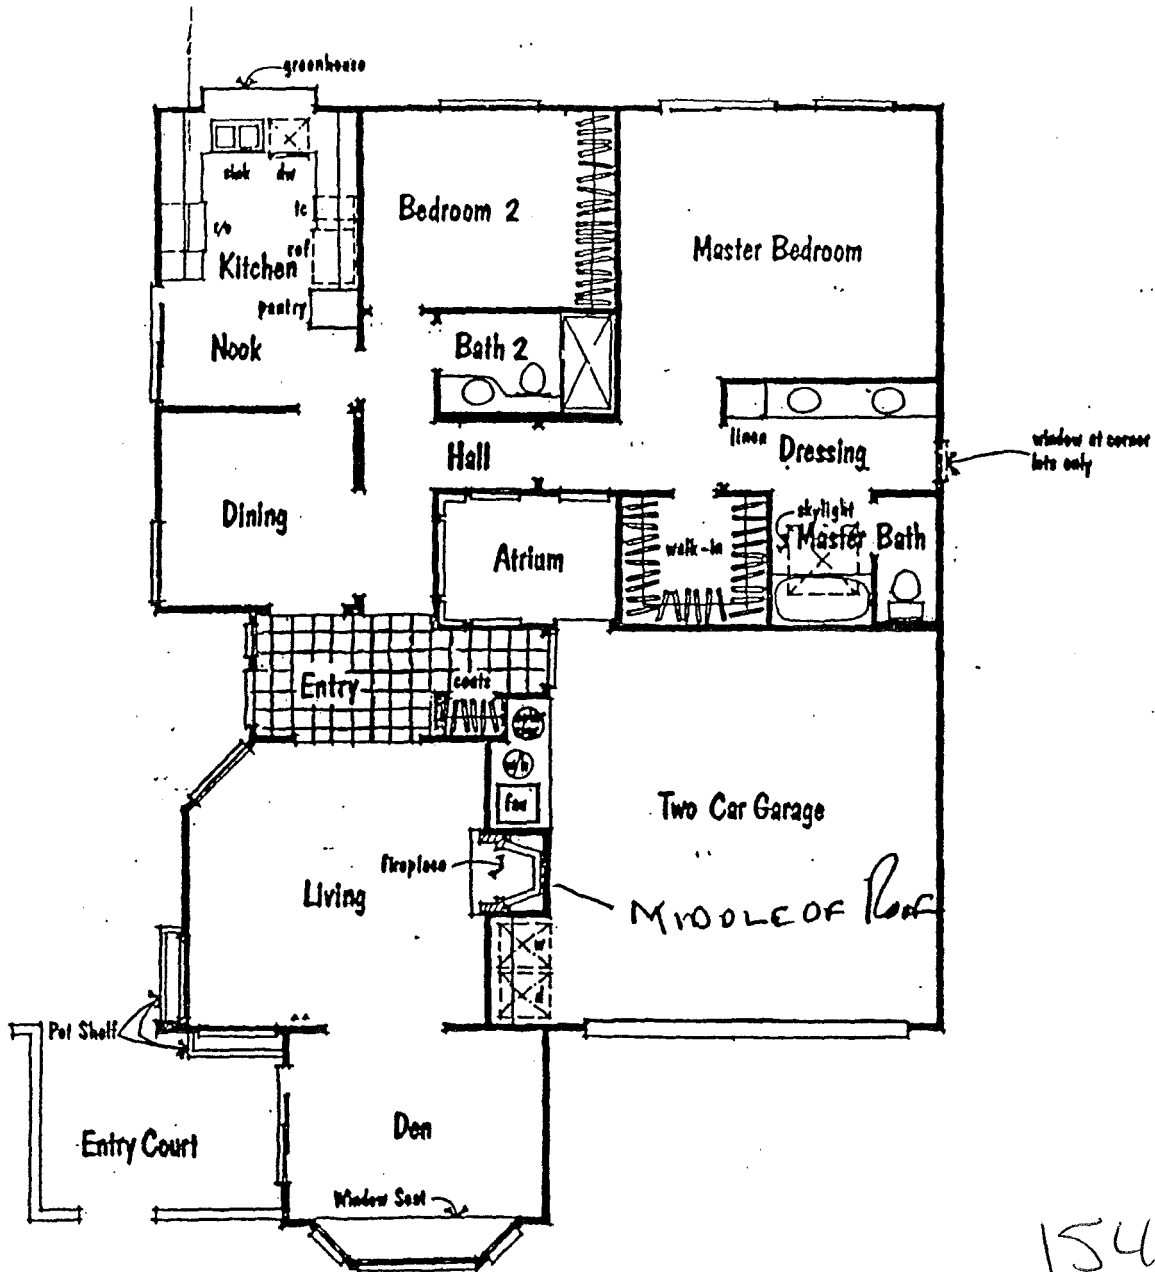 greenhouse
sink
dw
tc
Bedroom 2
Master Bedroom
ref
Kitchen
pantry
Nook
Bath 2
linen
Hall
Dressing
window at corner
lots only
Dining
skylight
Atrium
walk-in
Master Bath
Entry
coats
w/h
fau
Two Car Garage
fireplace
Living
MIDDLE OF ROOF
w
Pot Shelf
Den
Entry Court
Window Seat
154